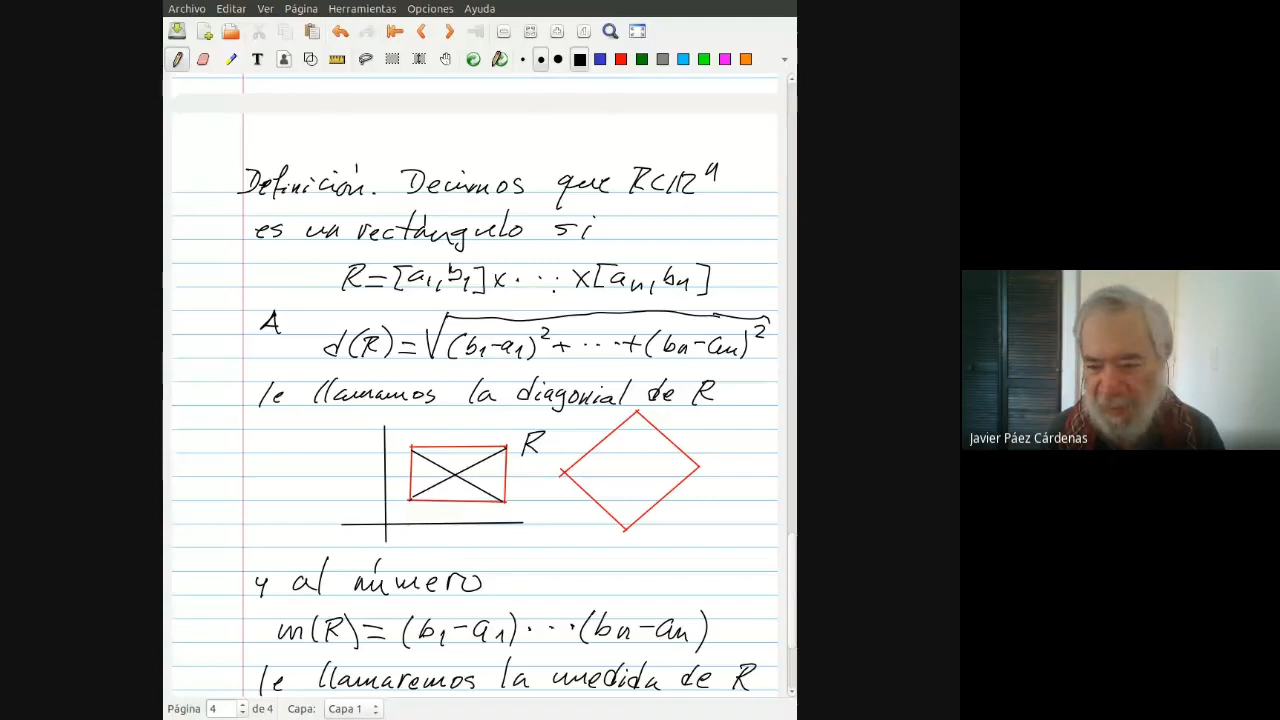 Archivo Editar Ver Página Herramientas Opciones Ayuda
Definición. Decimos que R⊂ℝⁿ
es un rectángulo si
R=[a₁,b₁]×⋯×[aₙ,bₙ]
A d(R)=√((b₁-a₁)²+⋯+(bₙ-aₙ)²)
le llamamos la diagonial de R
R
y al número
m(R)=(b₁-a₁)⋯(bₙ-aₙ)
le llamaremos la medida de R
Página 4 de 4 Capa: Capa 1
Javier Páez Cárdenas